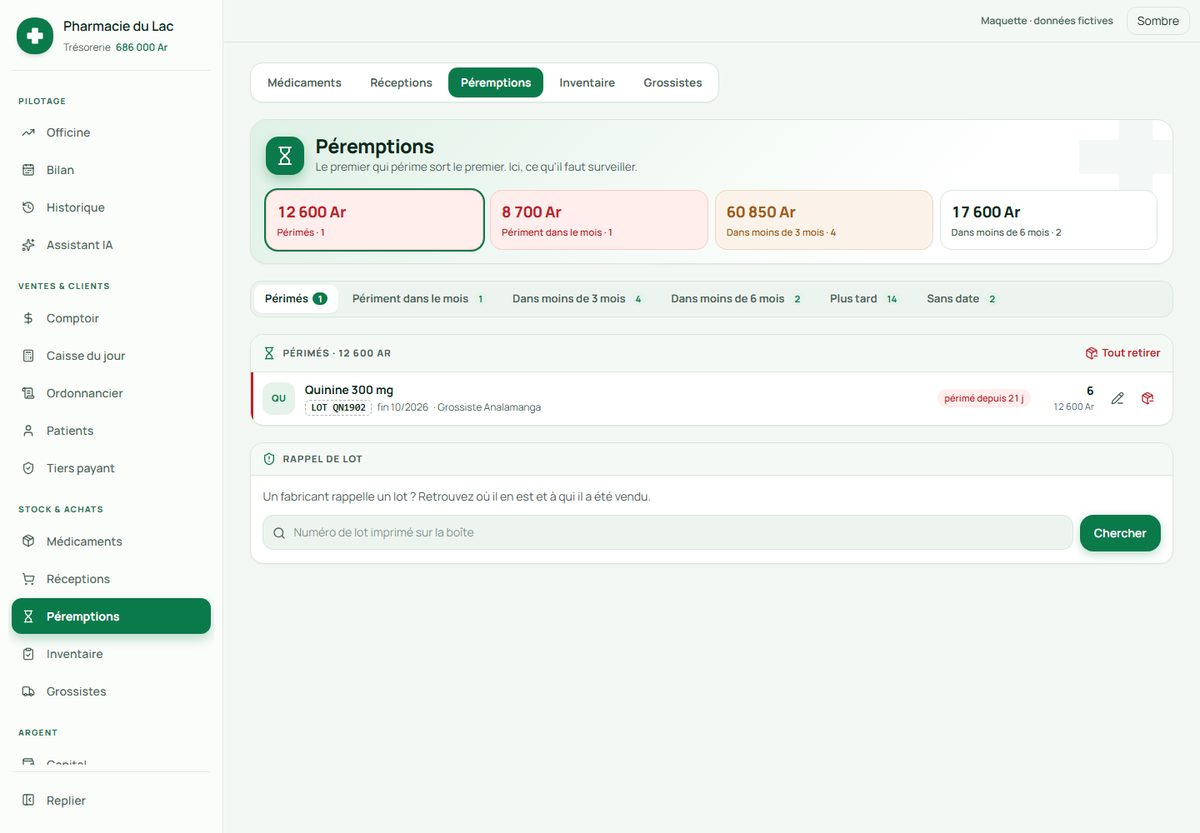 Pharmacie du Lac
Trésorerie 686 000 Ar
Maquette · données fictives
Sombre
PILOTAGE
Officine
Bilan
Historique
Assistant IA
VENTES & CLIENTS
Comptoir
Caisse du jour
Ordonnancier
Patients
Tiers payant
STOCK & ACHATS
Médicaments
Réceptions
Péremptions
Inventaire
Grossistes
ARGENT
Capital
Replier
Médicaments Réceptions Péremptions Inventaire Grossistes
Péremptions
Le premier qui périme sort le premier. Ici, ce qu'il faut surveiller.
12 600 Ar
Périmés · 1
8 700 Ar
Périment dans le mois · 1
60 850 Ar
Dans moins de 3 mois · 4
17 600 Ar
Dans moins de 6 mois · 2
Périmés 1 Périment dans le mois 1 Dans moins de 3 mois 4 Dans moins de 6 mois 2 Plus tard 14 Sans date 2
PÉRIMÉS · 12 600 AR
Tout retirer
QU
Quinine 300 mg
LOT QN1902 fin 10/2026 · Grossiste Analamanga
périmé depuis 21 j
6
12 600 Ar
RAPPEL DE LOT
Un fabricant rappelle un lot ? Retrouvez où il en est et à qui il a été vendu.
Numéro de lot imprimé sur la boîte
Chercher